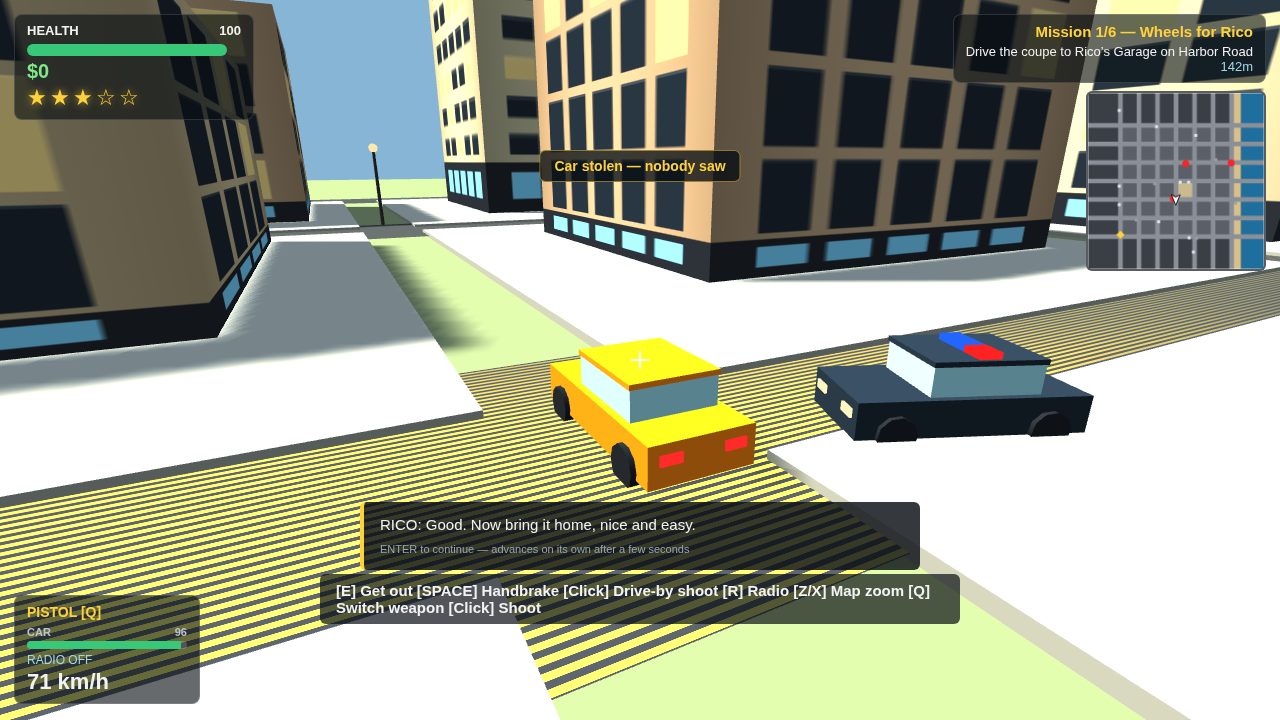 HEALTH 100
$0
★★★☆☆
Mission 1/6 — Wheels for Rico
Drive the coupe to Rico's Garage on Harbor Road
142m
Car stolen — nobody saw
RICO: Good. Now bring it home, nice and easy.
ENTER to continue — advances on its own after a few seconds
[E] Get out [SPACE] Handbrake [Click] Drive-by shoot [R] Radio [Z/X] Map zoom [Q]
Switch weapon [Click] Shoot
PISTOL [Q]
CAR 96
RADIO OFF
71 km/h